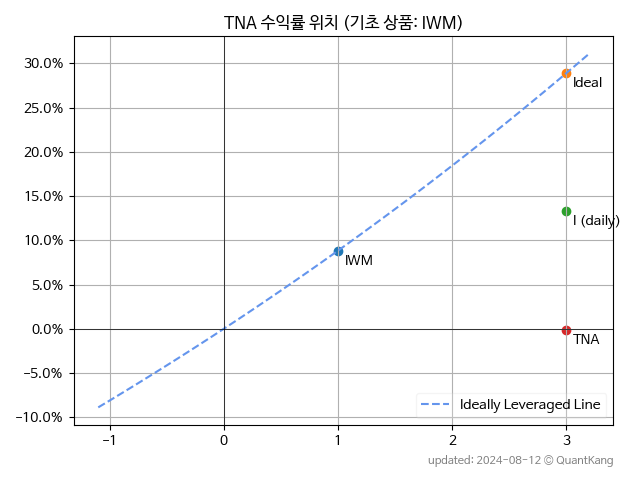 TNA 수익률 위치 (기초 상품: IWM)
30.0%
25.0%
20.0%
15.0%
10.0%
5.0%
0.0%
−5.0%
−10.0%
Ideal
I (daily)
IWM
TNA
Ideally Leveraged Line
−1
0
1
2
3
updated: 2024-08-12 © QuantKang